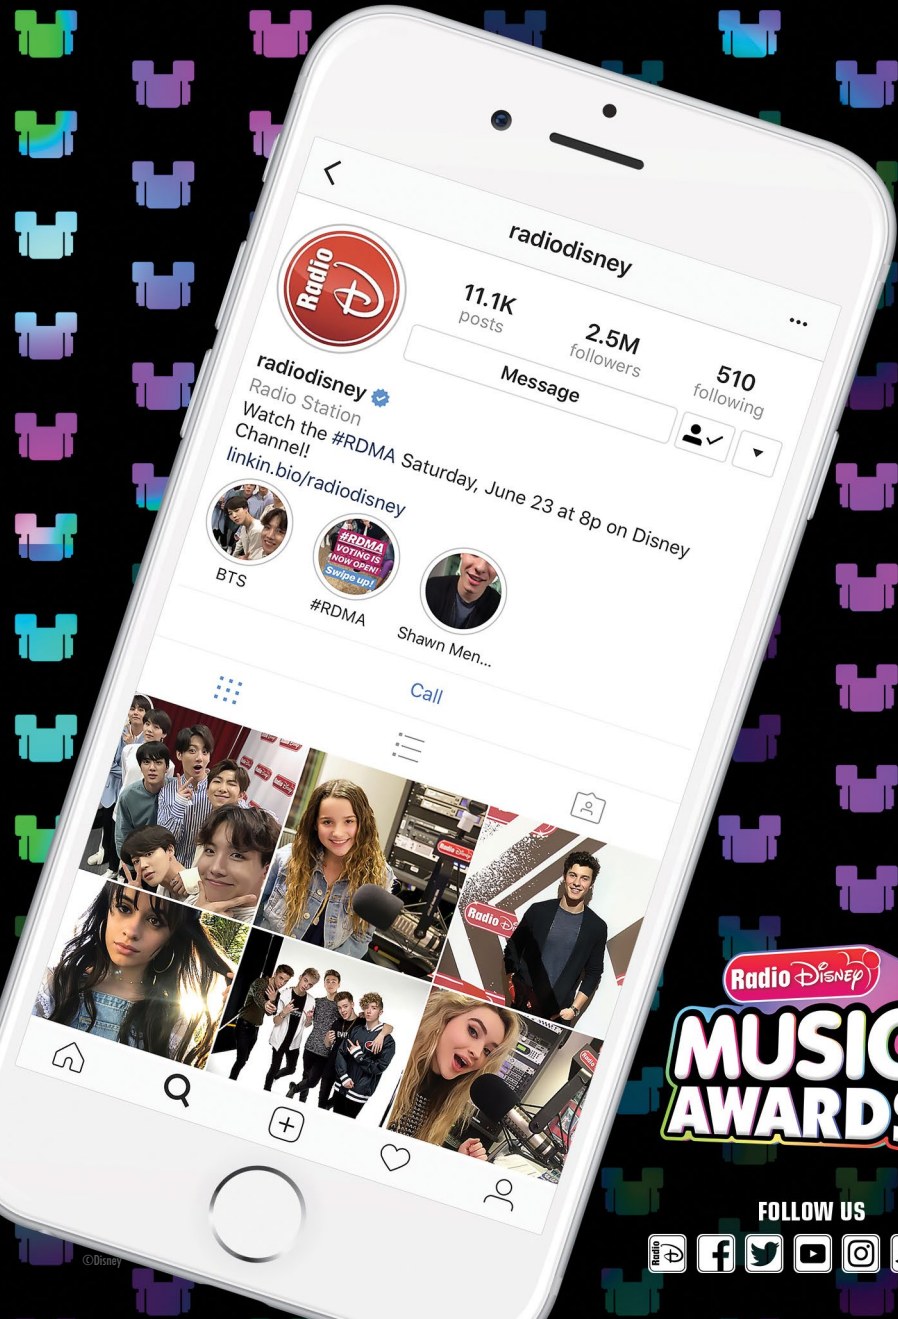 radiodisney
Radio D
11.1K
posts
2.5M
followers
510
following
Message
radiodisney
Radio Station
Watch the #RDMA Saturday, June 23 at 8p on Disney
Channel!
linkin.bio/radiodisney
#RDMA
VOTING IS
NOW OPEN!
Swipe up!
BTS
#RDMA
Shawn Men...
Call
Radio Disney
MUSIC
AWARDS
FOLLOW US
Radio D
©Disney